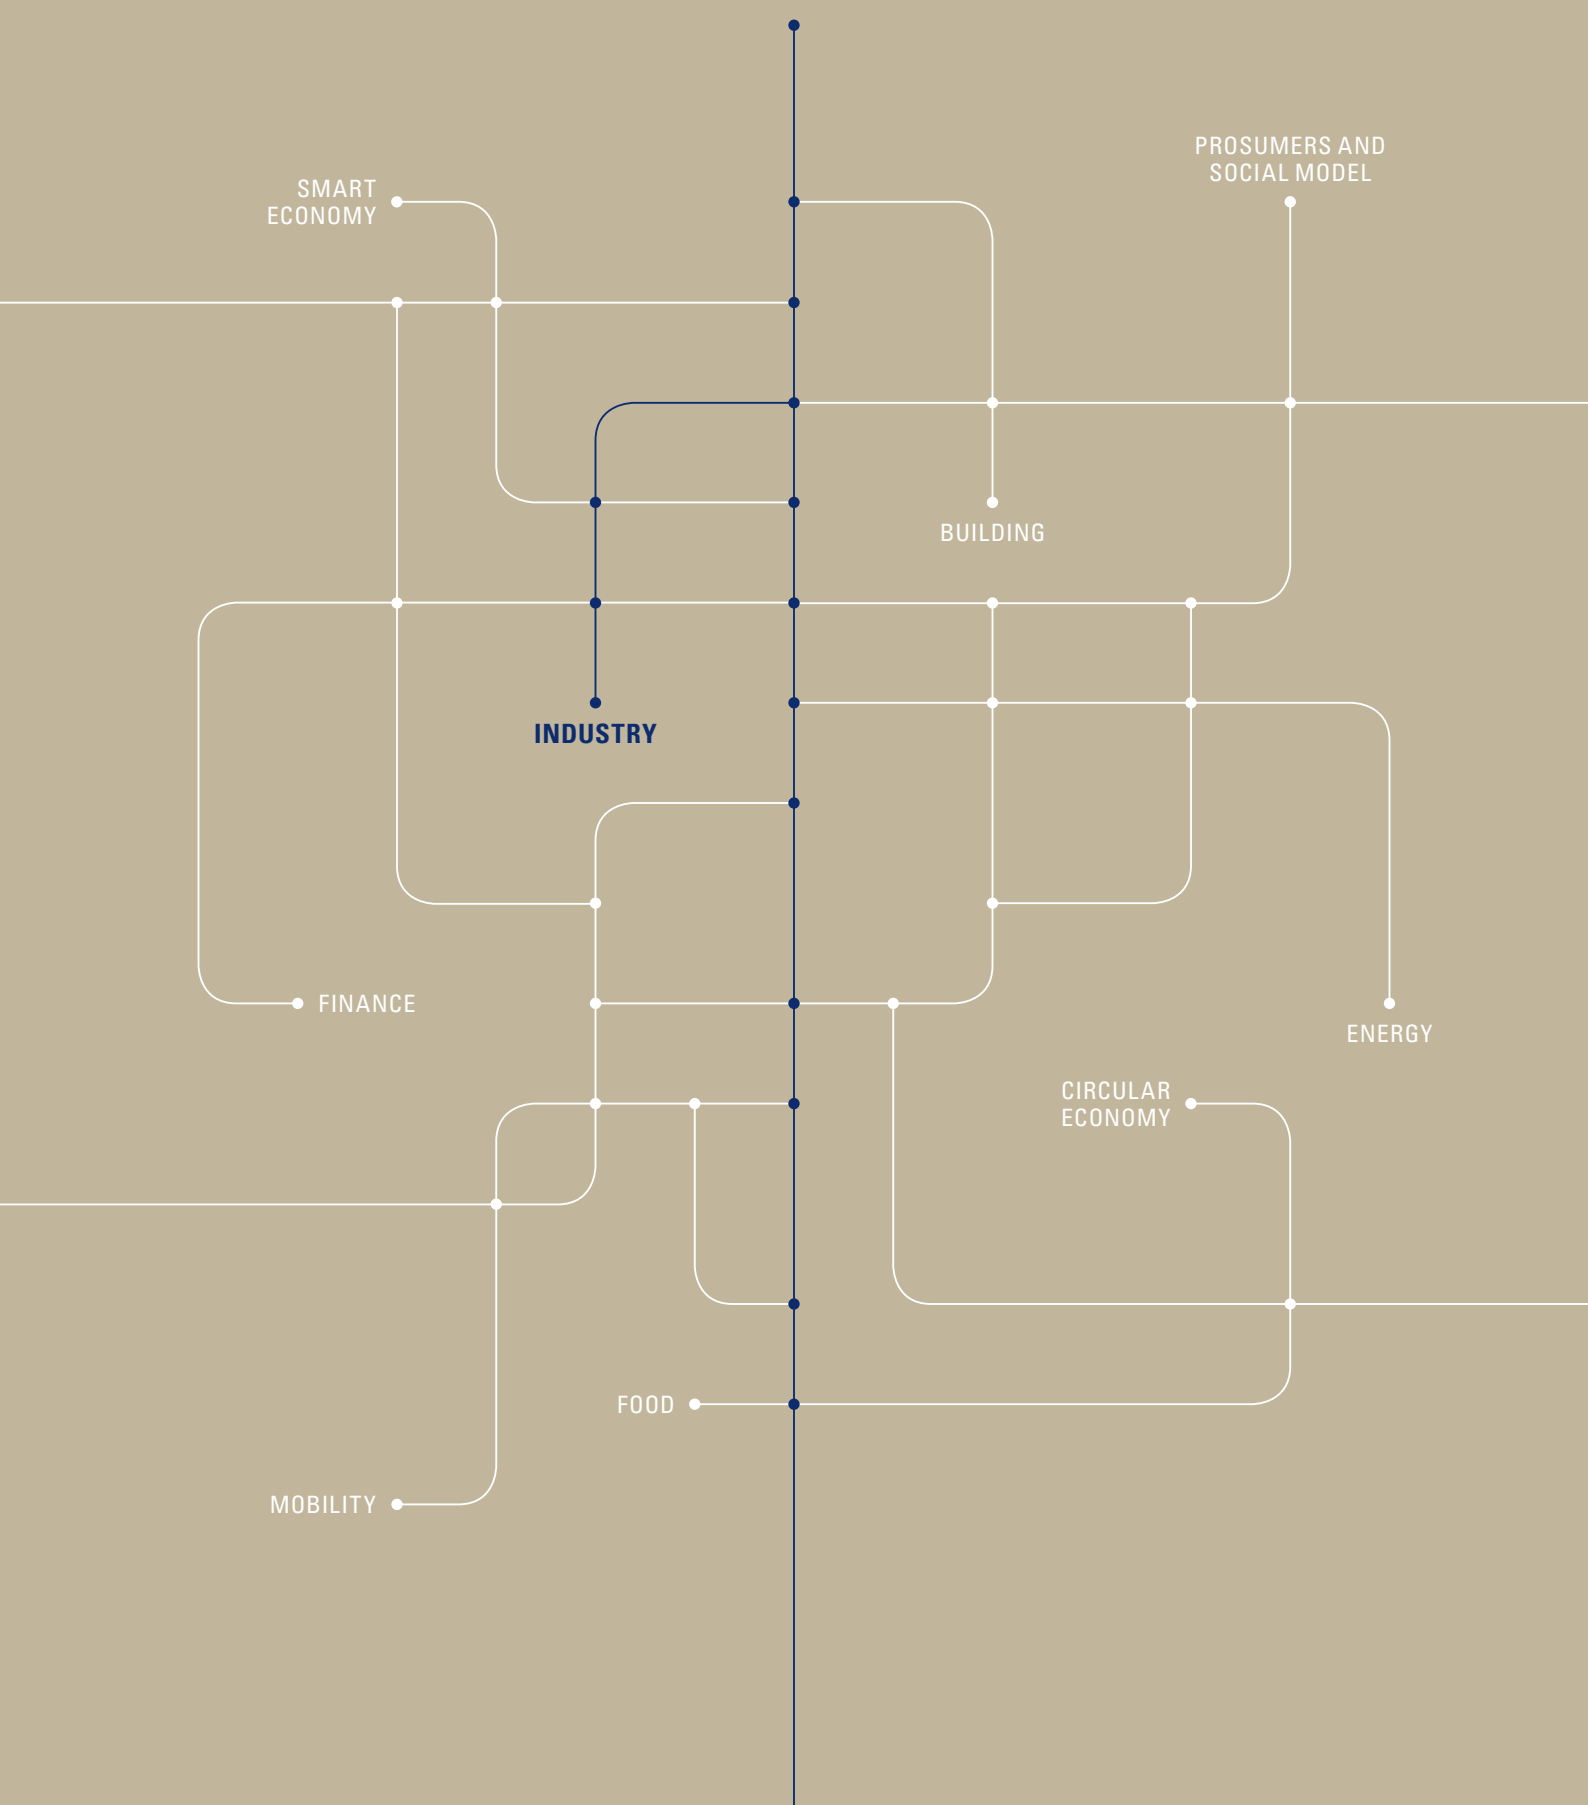 PROSUMERS AND
SOCIAL MODEL
SMART
ECONOMY
BUILDING
INDUSTRY
FINANCE
ENERGY
CIRCULAR
ECONOMY
FOOD
MOBILITY